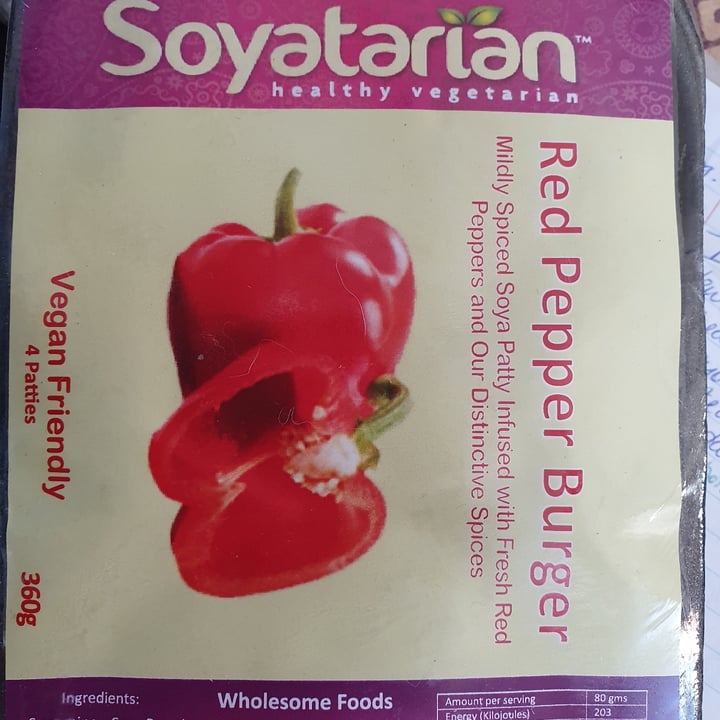 Soyatarian™
healthy vegetarian
Red Pepper Burger
Mildly Spiced Soya Patty Infused with Fresh Red
Peppers and Our Distinctive Spices
Vegan Friendly
4 Patties
360g
Ingredients:
Wholesome Foods
Amount per serving 80 gms
Energy (Kilojoules) 203